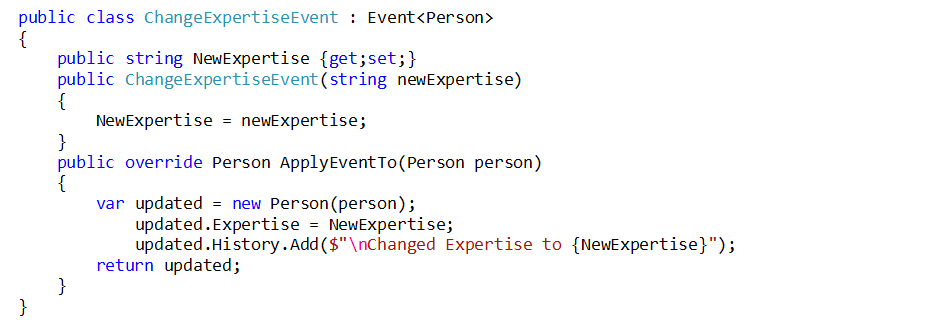 public class ChangeExpertiseEvent : Event<Person>
{
    public string NewExpertise {get;set;}
    public ChangeExpertiseEvent(string newExpertise)
    {
        NewExpertise = newExpertise;
    }
    public override Person ApplyEventTo(Person person)
    {
        var updated = new Person(person);
            updated.Expertise = NewExpertise;
            updated.History.Add($"\nChanged Expertise to {NewExpertise}");
        return updated;
    }
}